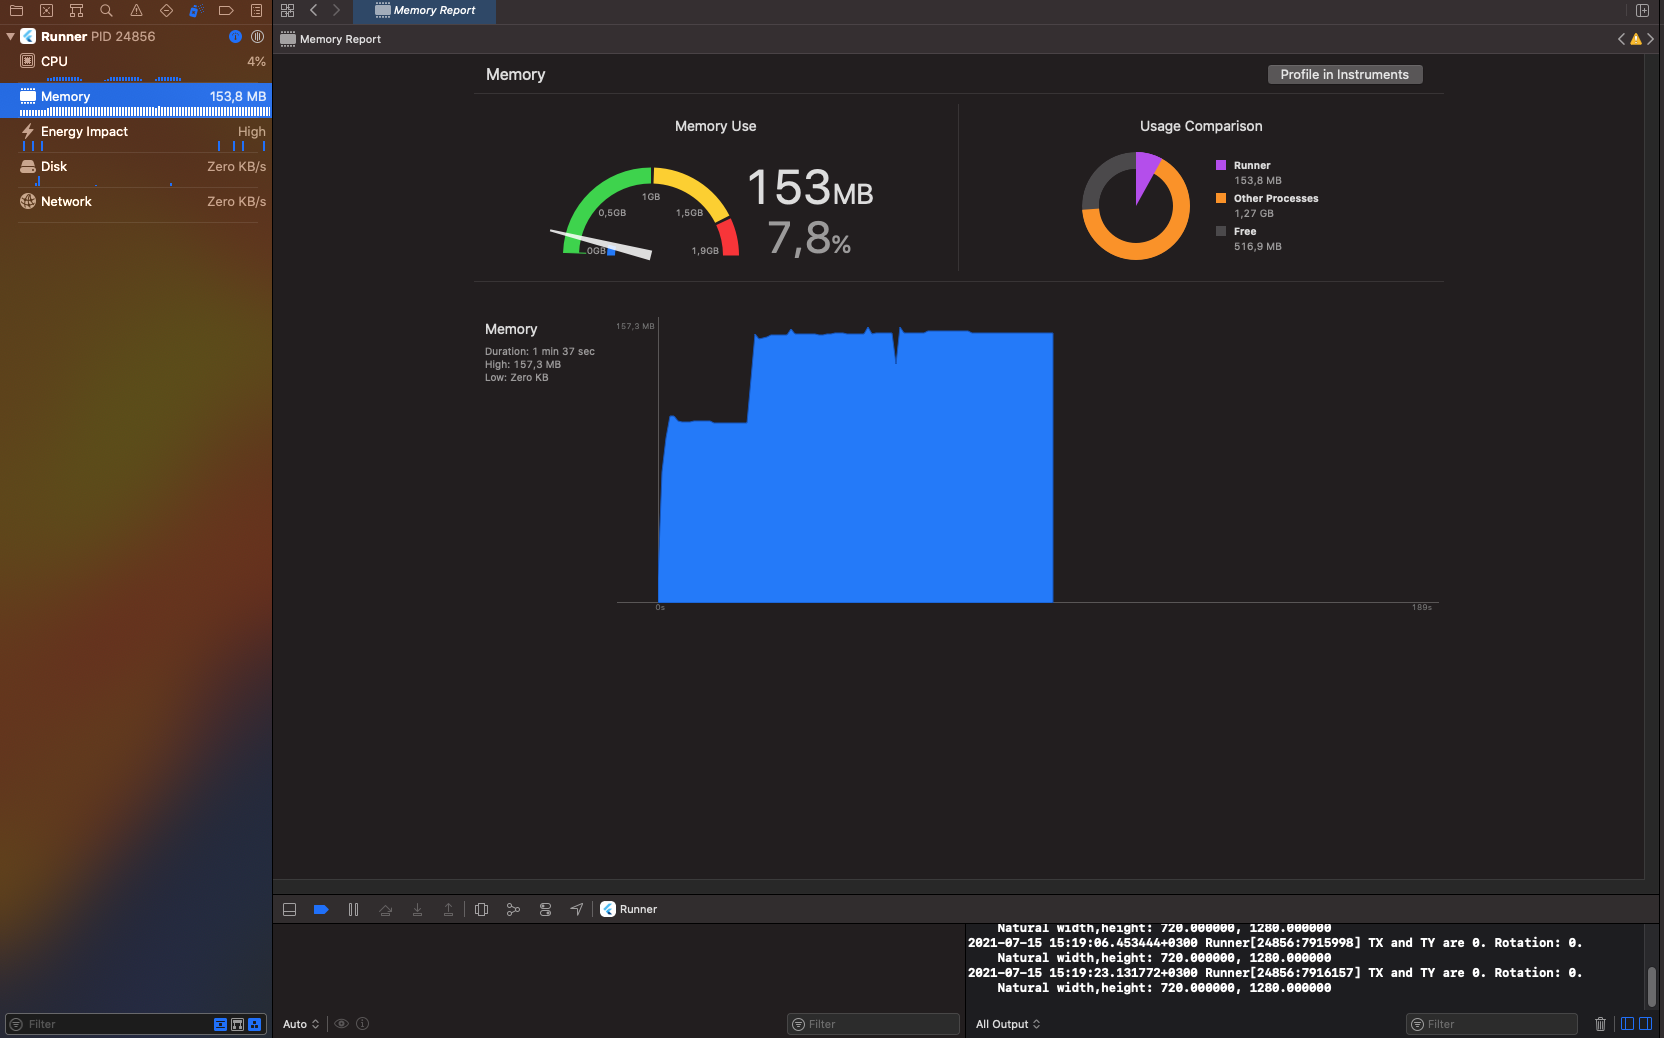 Memory Report
Runner PID 24856
Memory Report
CPU 4%
Memory 153,8 MB
Energy Impact High
Disk Zero KB/s
Network Zero KB/s
Memory
Profile in Instruments
Memory Use
1GB
0,5GB
1,5GB
...0GB
1,9GB
153MB
7,8%
Usage Comparison
Runner
153,8 MB
Other Processes
1,27 GB
Free
516,9 MB
Memory
Duration: 1 min 37 sec
High: 157,3 MB
Low: Zero KB
157,3 MB
0s
189s
Runner
Natural width,height: 720.000000, 1280.000000
2021-07-15 15:19:06.453444+0300 Runner[24856:7915998] TX and TY are 0. Rotation: 0.
Natural width,height: 720.000000, 1280.000000
2021-07-15 15:19:23.131772+0300 Runner[24856:7916157] TX and TY are 0. Rotation: 0.
Natural width,height: 720.000000, 1280.000000
Filter
Auto
Filter
All Output
Filter